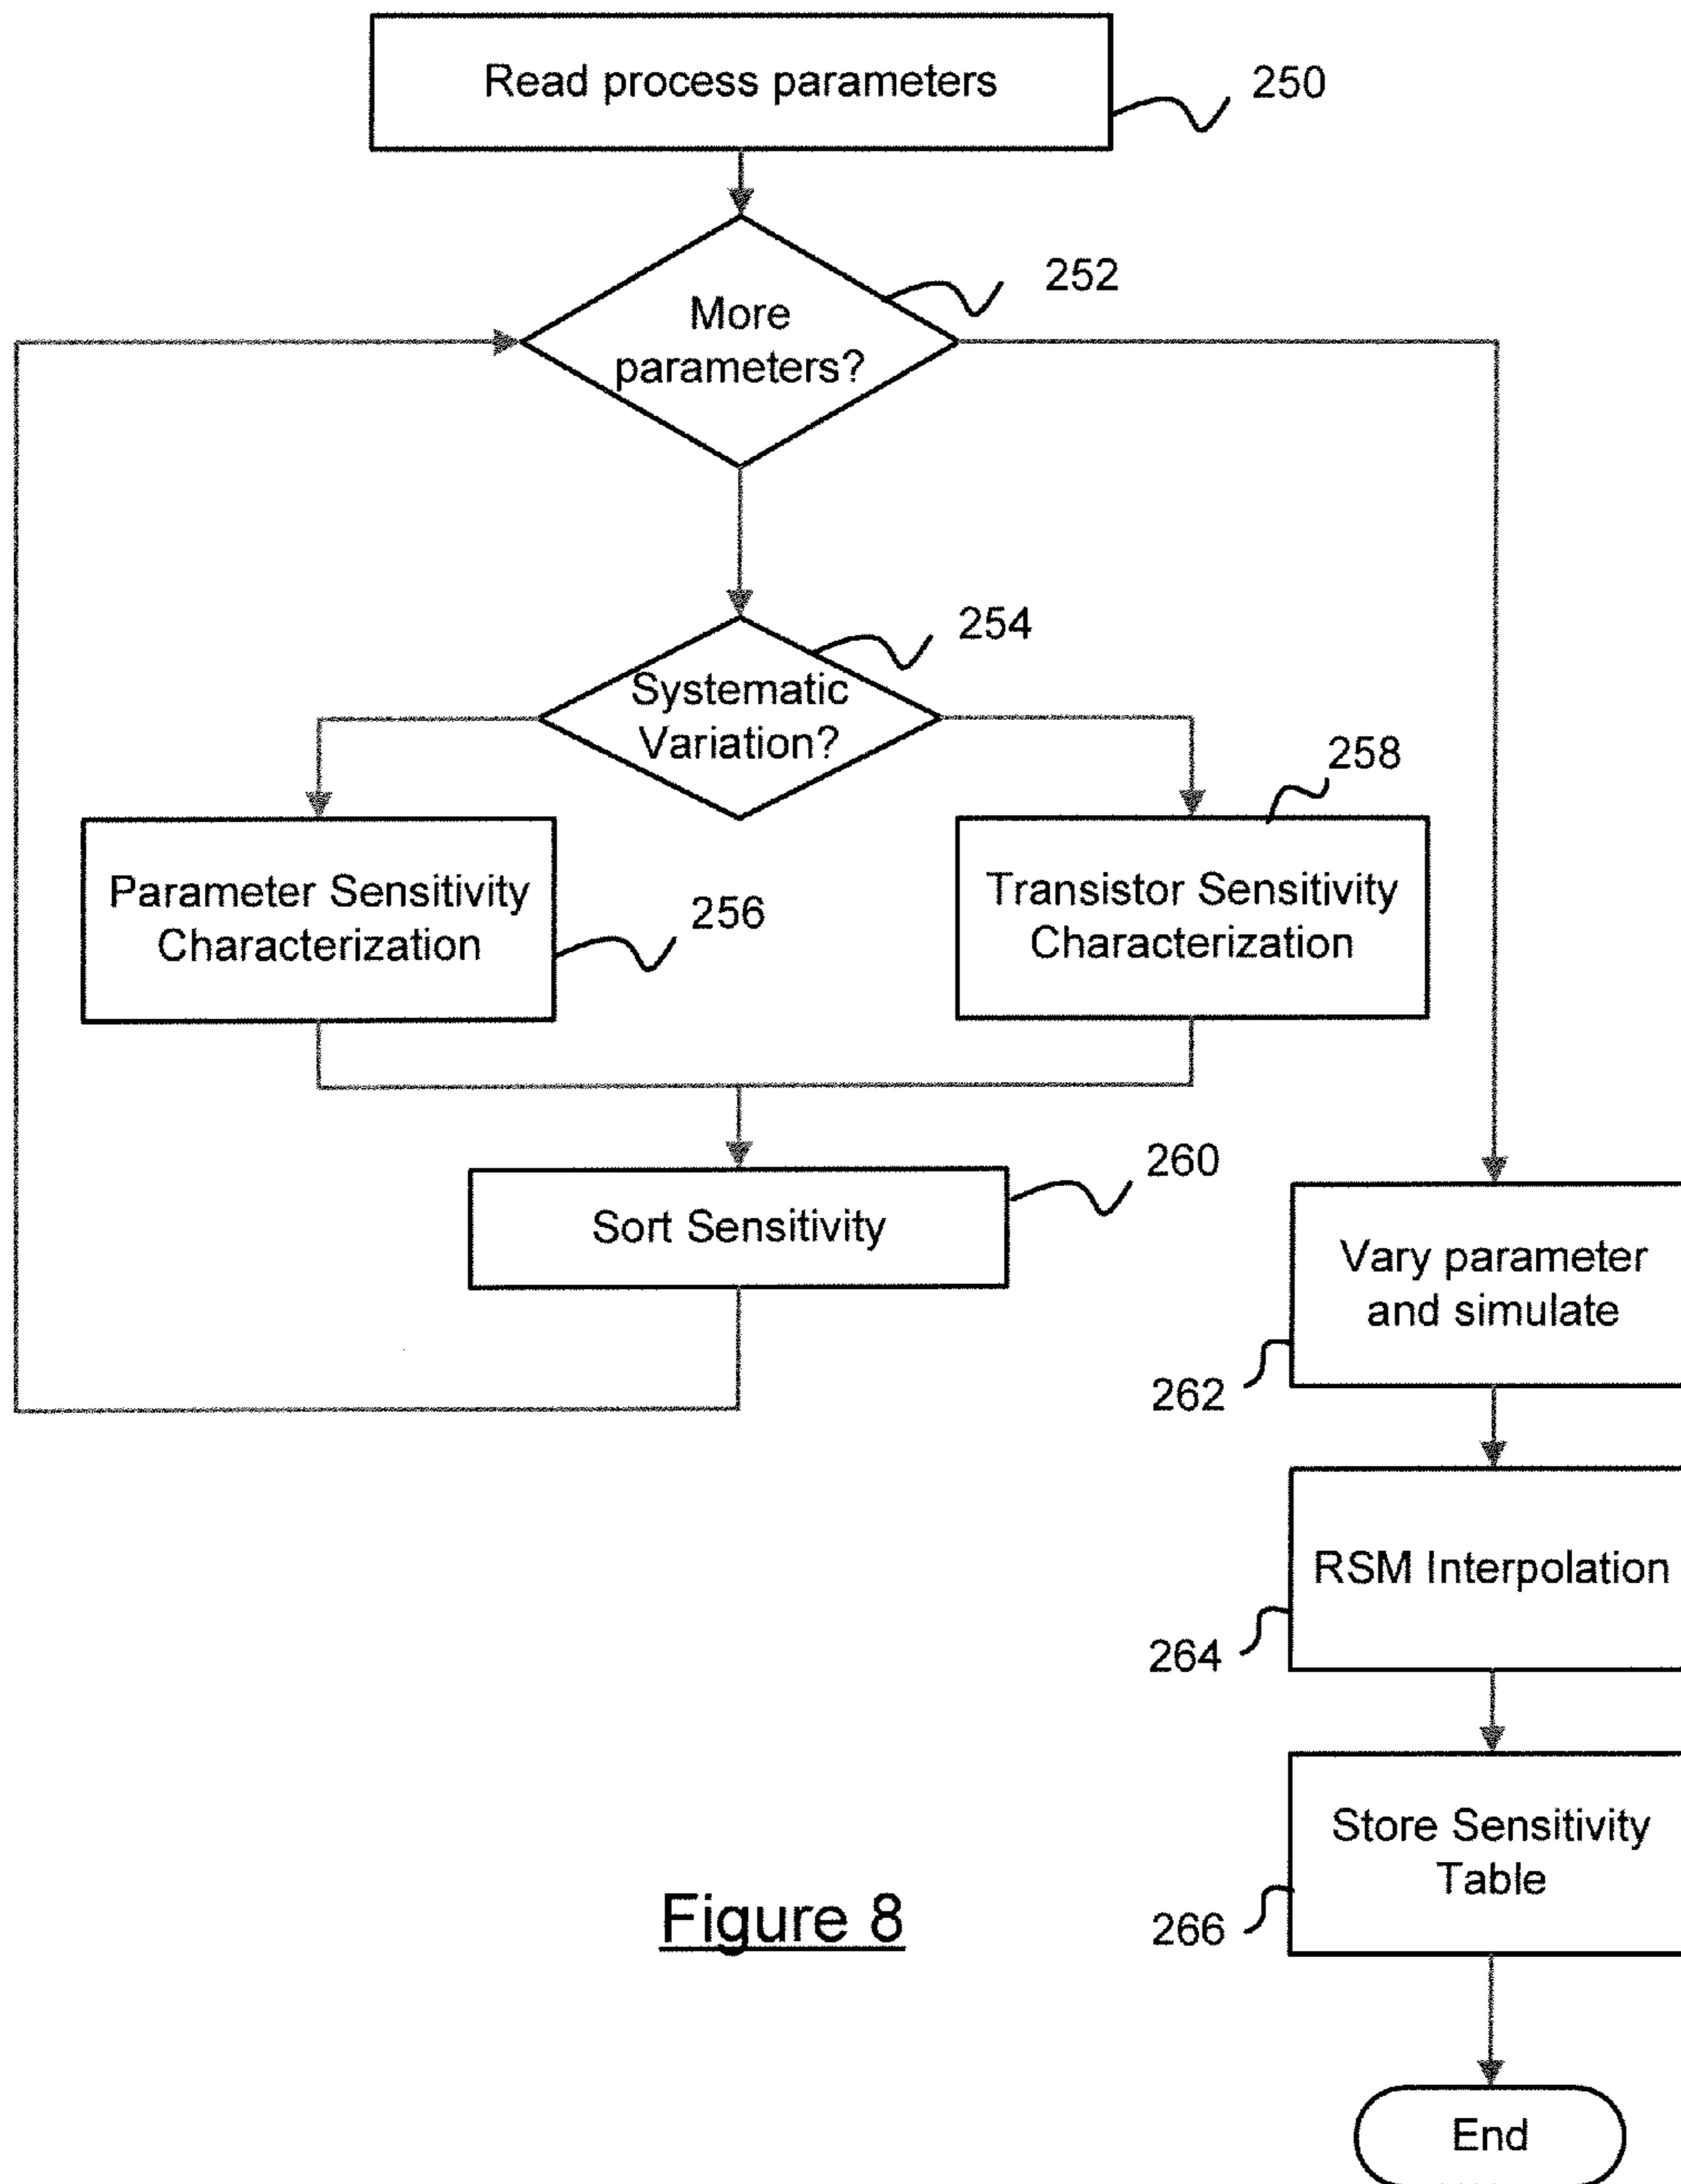 Read process parameters
250
252
More
parameters?
254
Systematic
Variation?
258
Parameter Sensitivity
Characterization
256
Transistor Sensitivity
Characterization
260
Sort Sensitivity
Vary parameter
and simulate
262
RSM Interpolation
264
Store Sensitivity
Table
266
Figure 8
End